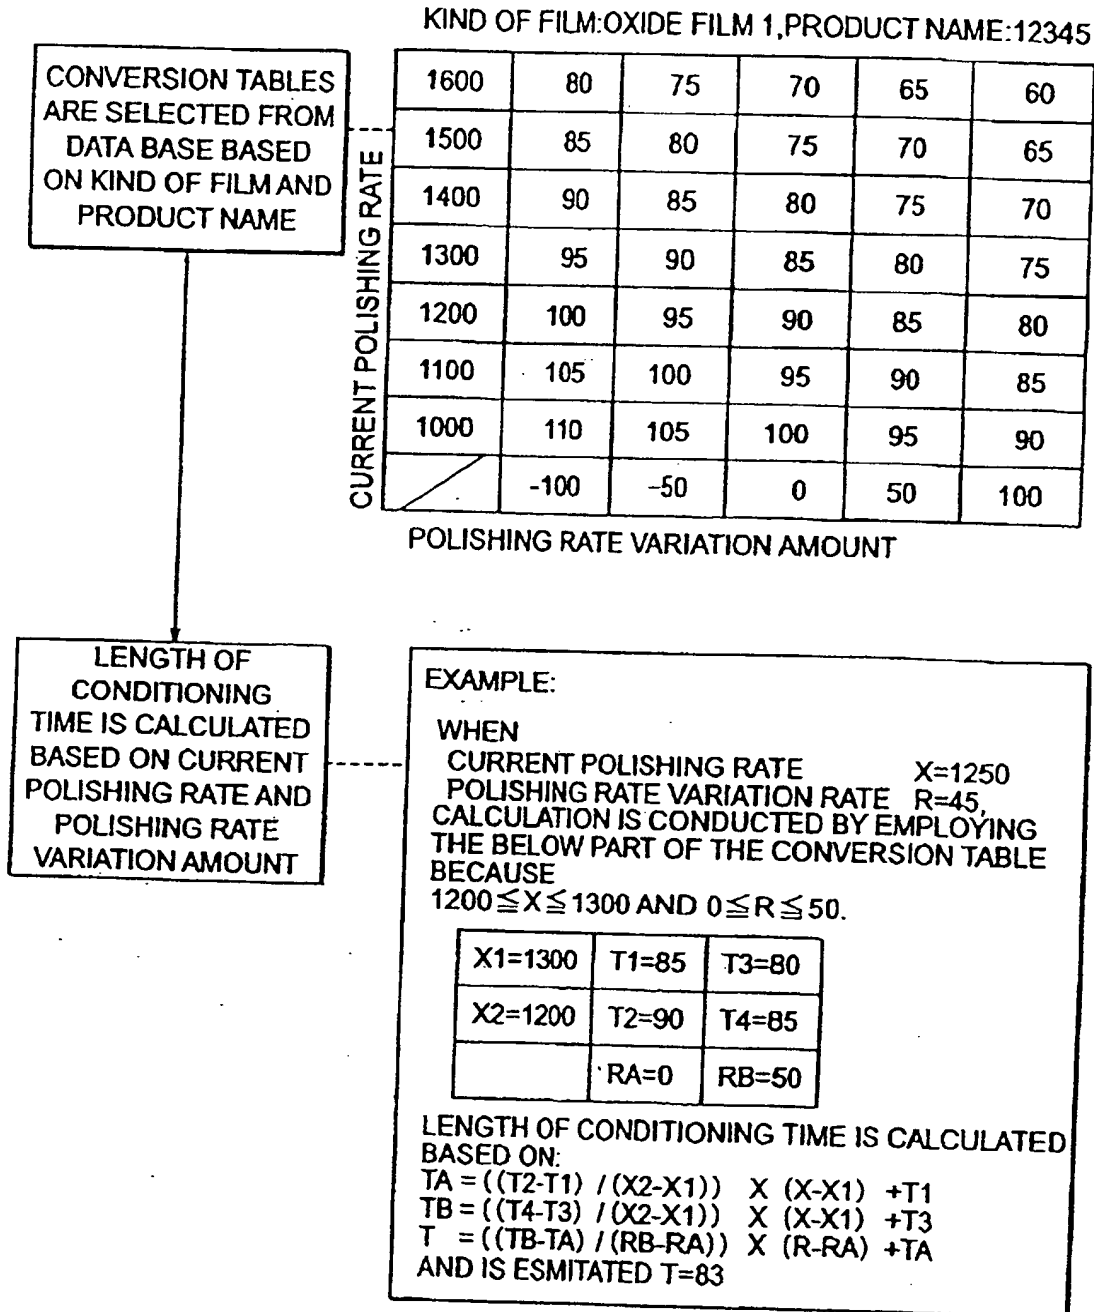 KIND OF FILM:OXIDE FILM 1,PRODUCT NAME:12345
CONVERSION TABLES
ARE SELECTED FROM
DATA BASE BASED
ON KIND OF FILM AND
PRODUCT NAME
CURRENT POLISHING RATE
1600 80 75 70 65 60
1500 85 80 75 70 65
1400 90 85 80 75 70
1300 95 90 85 80 75
1200 100 95 90 85 80
1100 105 100 95 90 85
1000 110 105 100 95 90
-100 -50 0 50 100
POLISHING RATE VARIATION AMOUNT
LENGTH OF
CONDITIONING
TIME IS CALCULATED
BASED ON CURRENT
POLISHING RATE AND
POLISHING RATE
VARIATION AMOUNT
EXAMPLE:
WHEN
CURRENT POLISHING RATE X=1250
POLISHING RATE VARIATION RATE R=45,
CALCULATION IS CONDUCTED BY EMPLOYING
THE BELOW PART OF THE CONVERSION TABLE
BECAUSE
1200≦X≦1300 AND 0≦R≦50.
X1=1300 T1=85 T3=80
X2=1200 T2=90 T4=85
RA=0 RB=50
LENGTH OF CONDITIONING TIME IS CALCULATED
BASED ON:
TA = ((T2-T1) / (X2-X1)) X (X-X1) +T1
TB = ((T4-T3) / (X2-X1)) X (X-X1) +T3
T = ((TB-TA) / (RB-RA)) X (R-RA) +TA
AND IS ESMITATED T=83